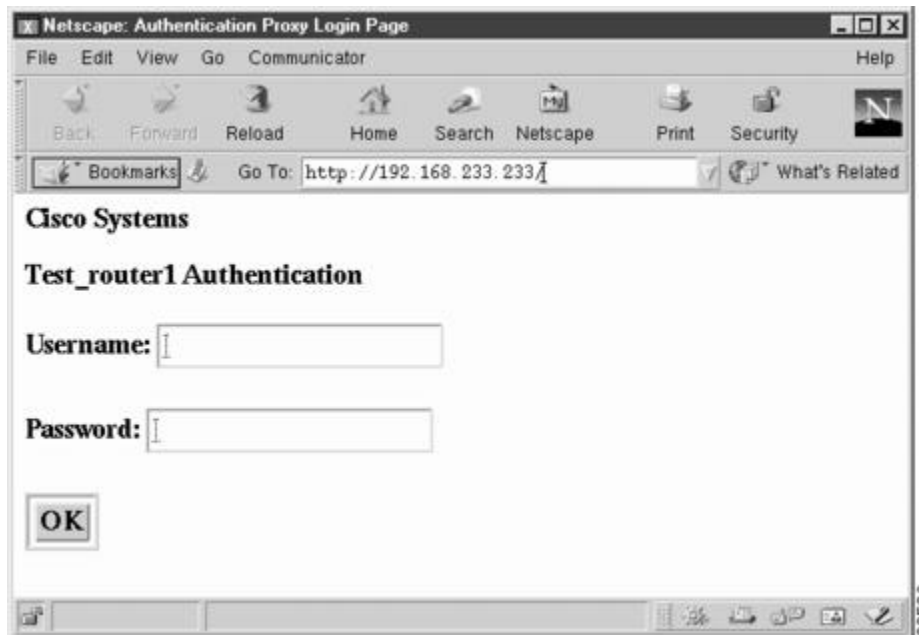 Netscape: Authentication Proxy Login Page
File Edit View Go Communicator Help
Back Forward Reload Home Search Netscape Print Security
My
N
Bookmarks Go To: http://192.168.233.233/ What's Related
Cisco Systems
Test_router1 Authentication
Username:
Password:
OK